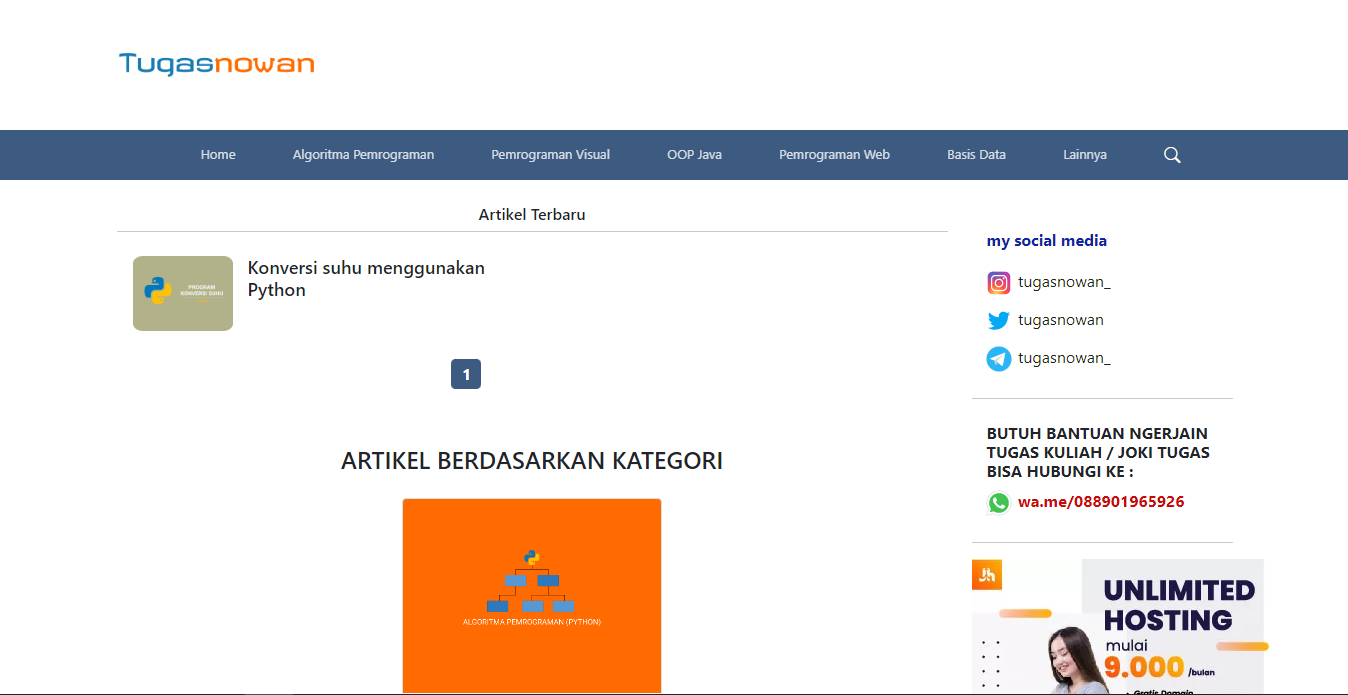 Tugasnowan
Home
Algoritma Pemrograman
Pemrograman Visual
OOP Java
Pemrograman Web
Basis Data
Lainnya
Artikel Terbaru
PROGRAM
KONVERSI SUHU
Konversi suhu menggunakan
Python
1
ARTIKEL BERDASARKAN KATEGORI
ALGORITMA PEMROGRAMAN (PYTHON)
my social media
tugasnowan_
tugasnowan
tugasnowan_
BUTUH BANTUAN NGERJAIN
TUGAS KULIAH / JOKI TUGAS
BISA HUBUNGI KE :
wa.me/088901965926
UNLIMITED
HOSTING
mulai
9.000 /bulan
• Gratis Domain